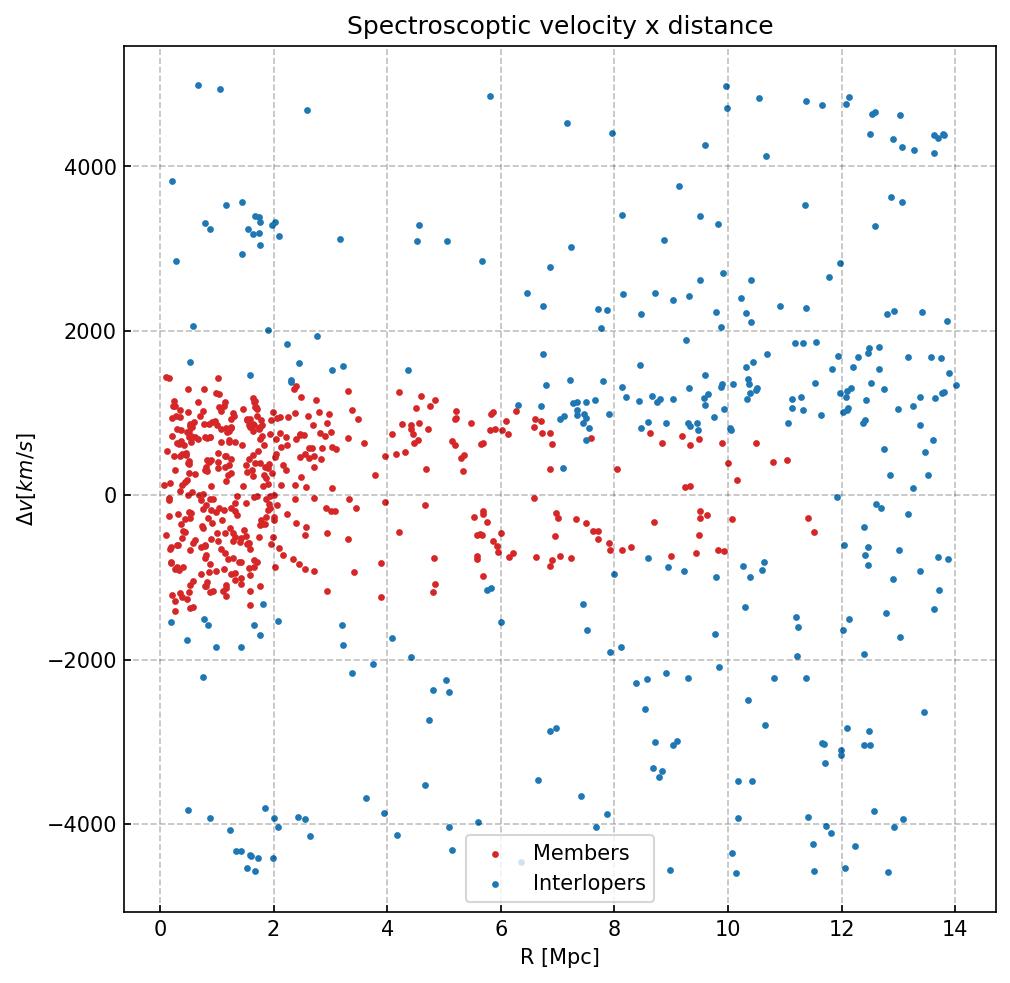 Spectroscoptic velocity x distance
Δv[km/s]
4000
2000
0
−2000
−4000
Members
Interlopers
0 2 4 6 8 10 12 14
R [Mpc]